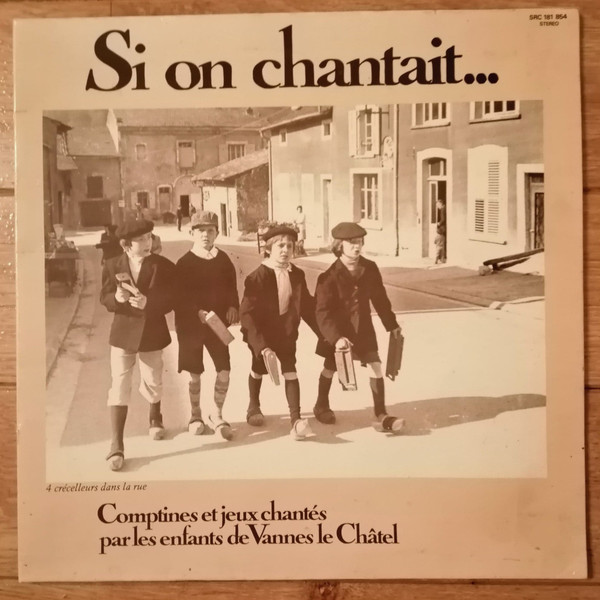 SRC 181 954
STEREO
Si on chantait...
4 crécelleurs dans la rue
Comptines et jeux chantés
par les enfants de Vannes le Châtel